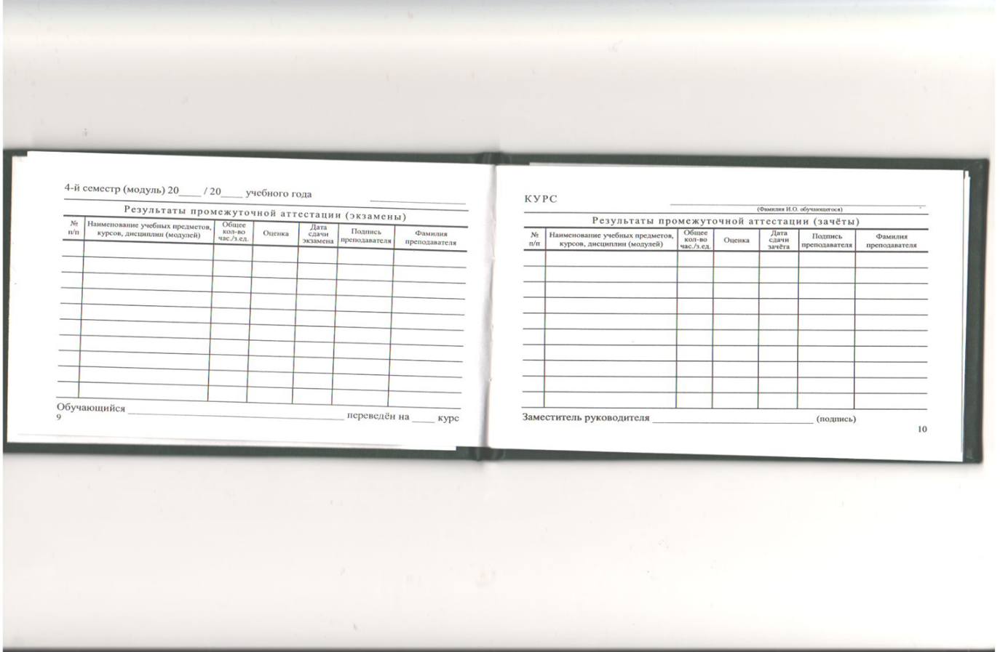 4-й семестр (модуль) 20____ / 20____ учебного года
Результаты промежуточной аттестации (экзамены)
№ п/п
Наименование учебных предметов,
курсов, дисциплин (модулей)
Общее
кол-во
час./з.ед.
Оценка
Дата
сдачи
экзамена
Подпись
преподавателя
Фамилия
преподавателя
Обучающийся ____________ переведён на ____ курс
9
КУРС
(Фамилия И.О. обучающегося)
Результаты промежуточной аттестации (зачёты)
№ п/п
Наименование учебных предметов,
курсов, дисциплин (модулей)
Общее
кол-во
час./з.ед.
Оценка
Дата
сдачи
зачёта
Подпись
преподавателя
Фамилия
преподавателя
Заместитель руководителя ____________ (подпись)
10